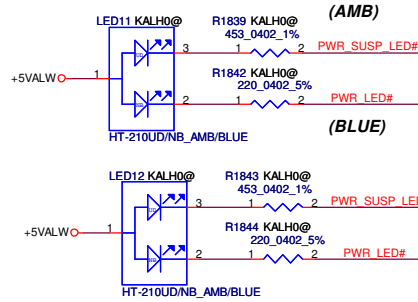 (AMB)
LED11 KALH0@
R1839 KALH0@
453_0402_1%
3
1
2
PWR_SUSP_LED#
+5VALW
1
R1842 KALH0@
220_0402_5%
2
1
2
PWR_LED#
HT-210UD/NB_AMB/BLUE
(BLUE)
LED12 KALH0@
R1843 KALH0@
453_0402_1%
3
1
2
PWR_SUSP_LED
+5VALW
1
R1844 KALH0@
220_0402_5%
2
1
2
PWR_LED#
HT-210UD/NB_AMB/BLUE